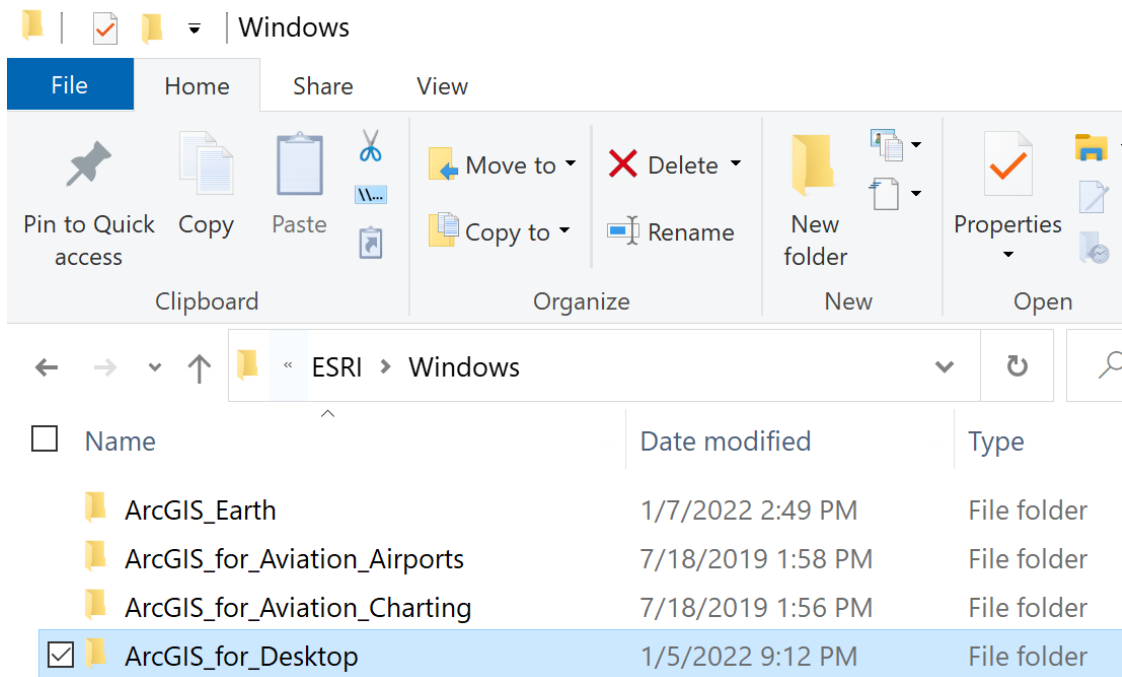 Windows
File Home Share View
Move to Delete
\\...
Pin to Quick access Copy Paste Copy to Rename New folder Properties
Clipboard Organize New Open
« ESRI > Windows
Name Date modified Type
ArcGIS_Earth 1/7/2022 2:49 PM File folder
ArcGIS_for_Aviation_Airports 7/18/2019 1:58 PM File folder
ArcGIS_for_Aviation_Charting 7/18/2019 1:56 PM File folder
ArcGIS_for_Desktop 1/5/2022 9:12 PM File folder